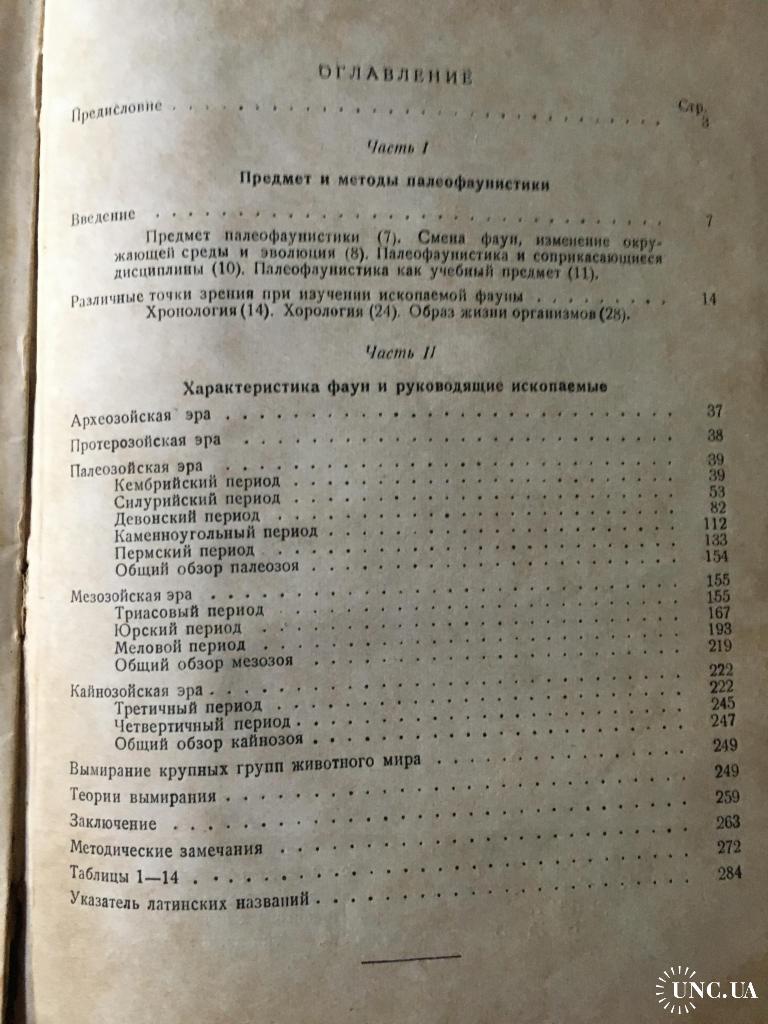 ОГЛАВЛЕНИЕ
Стр.
Предисловие . . . . . . . . . . . . . . . . . . . . 3
Часть I
Предмет и методы палеофаунистики
Введение . . . . . . . . . . . . . . . . . . . . 7
Предмет палеофаунистики (7). Смена фаун, изменение окру-
жающей среды и эволюция (8). Палеофаунистика и соприкасающиеся
дисциплины (10). Палеофаунистика как учебный предмет (11).
Различные точки зрения при изучении ископаемой фауны . . . . . . . . . 14
Хронология (14). Хорология (24). Образ жизни организмов (28).
Часть II
Характеристика фаун и руководящие ископаемые
Археозойская эра . . . . . . . . . . . . . . . . . . . . 37
Протерозойская эра . . . . . . . . . . . . . . . . . . . . 38
Палеозойская эра . . . . . . . . . . . . . . . . . . . . 39
Кембрийский период . . . . . . . . . . . . . . . . . . . . 39
Силурийский период . . . . . . . . . . . . . . . . . . . . 53
Девонский период . . . . . . . . . . . . . . . . . . . . 82
Каменноугольный период . . . . . . . . . . . . . . . . . . . . 112
Пермский период . . . . . . . . . . . . . . . . . . . . 133
Общий обзор палеозоя . . . . . . . . . . . . . . . . . . . . 154
Мезозойская эра . . . . . . . . . . . . . . . . . . . . 155
Триасовый период . . . . . . . . . . . . . . . . . . . . 155
Юрский период . . . . . . . . . . . . . . . . . . . . 167
Меловой период . . . . . . . . . . . . . . . . . . . . 193
Общий обзор мезозоя . . . . . . . . . . . . . . . . . . . . 219
Кайнозойская эра . . . . . . . . . . . . . . . . . . . . 222
Третичный период . . . . . . . . . . . . . . . . . . . . 222
Четвертичный период . . . . . . . . . . . . . . . . . . . . 245
Общий обзор кайнозоя . . . . . . . . . . . . . . . . . . . . 247
Вымирание крупных групп животного мира . . . . . . . . . . . . . 249
Теории вымирания . . . . . . . . . . . . . . . . . . . . 249
Заключение . . . . . . . . . . . . . . . . . . . . 259
Методические замечания . . . . . . . . . . . . . . . . . . . . 263
Таблицы 1—14 . . . . . . . . . . . . . . . . . . . . 272
Указатель латинских названий . . . . . . . . . . . . . . . . . . 284
UNC.UA